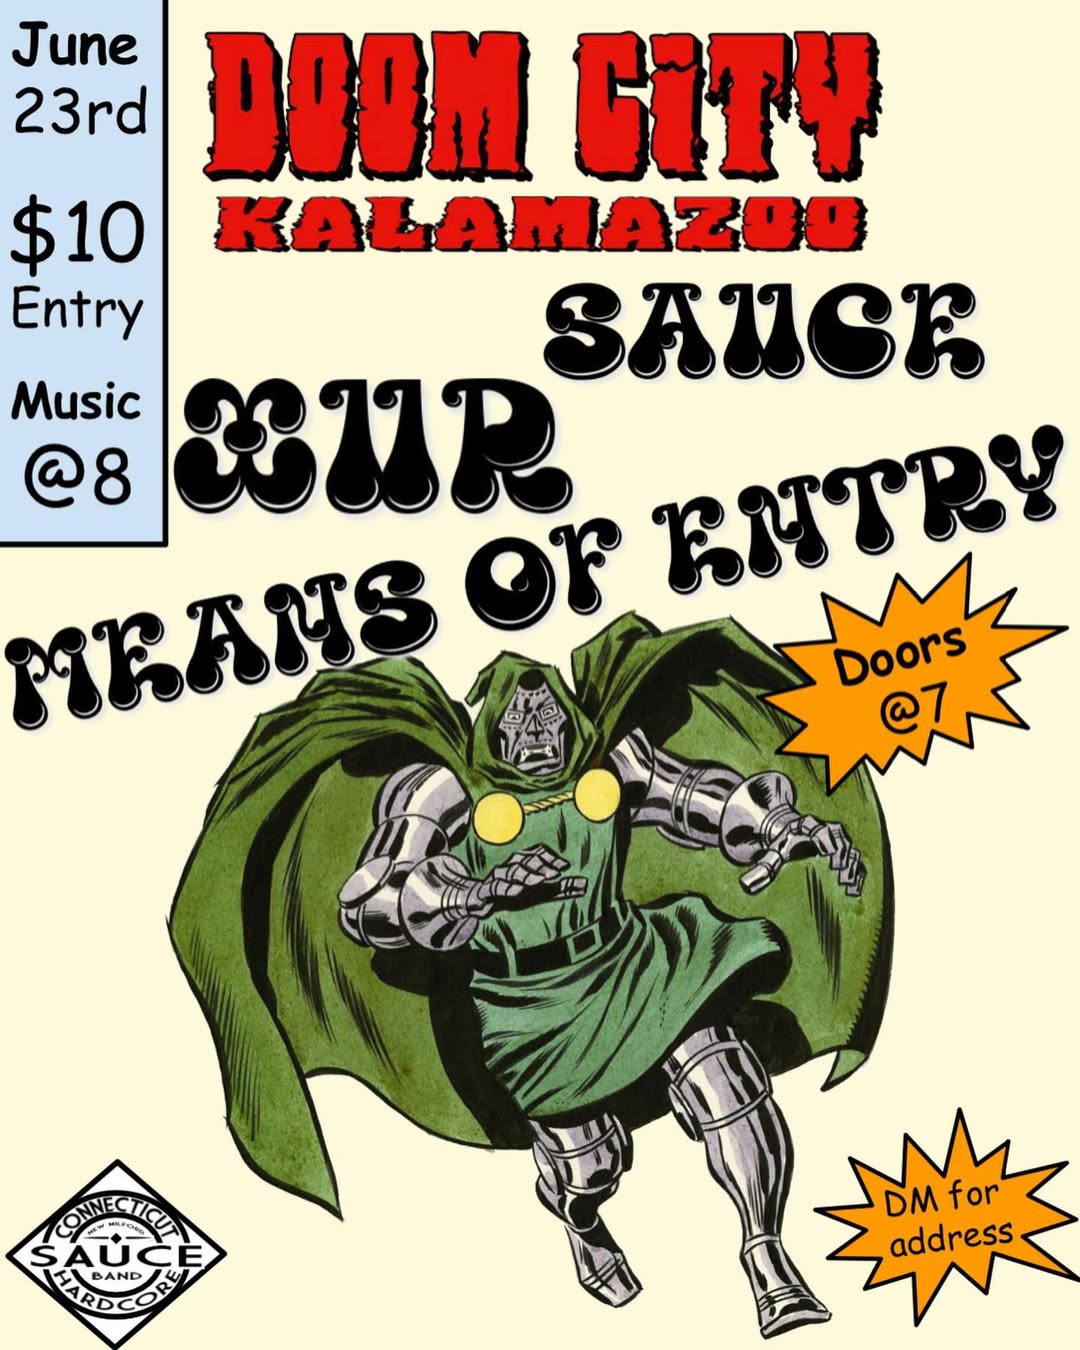 June
23rd
$10
Entry
Music
@8
DOOM CiTY
KALAMAZOO
SAUCE
XUR
MEANS OF ENTRY
Doors
@7
DM for
address
CONNECTICUT
NEW MILFORD
SAUCE
BAND
HARDCORE